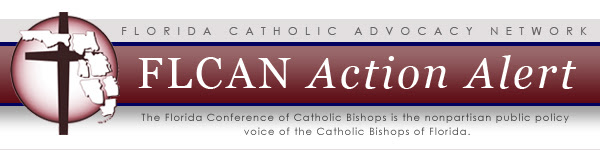 FLORIDA CATHOLIC ADVOCACY NETWORK
FLCAN Action Alert
The Florida Conference of Catholic Bishops is the nonpartisan public policy
voice of the Catholic Bishops of Florida.